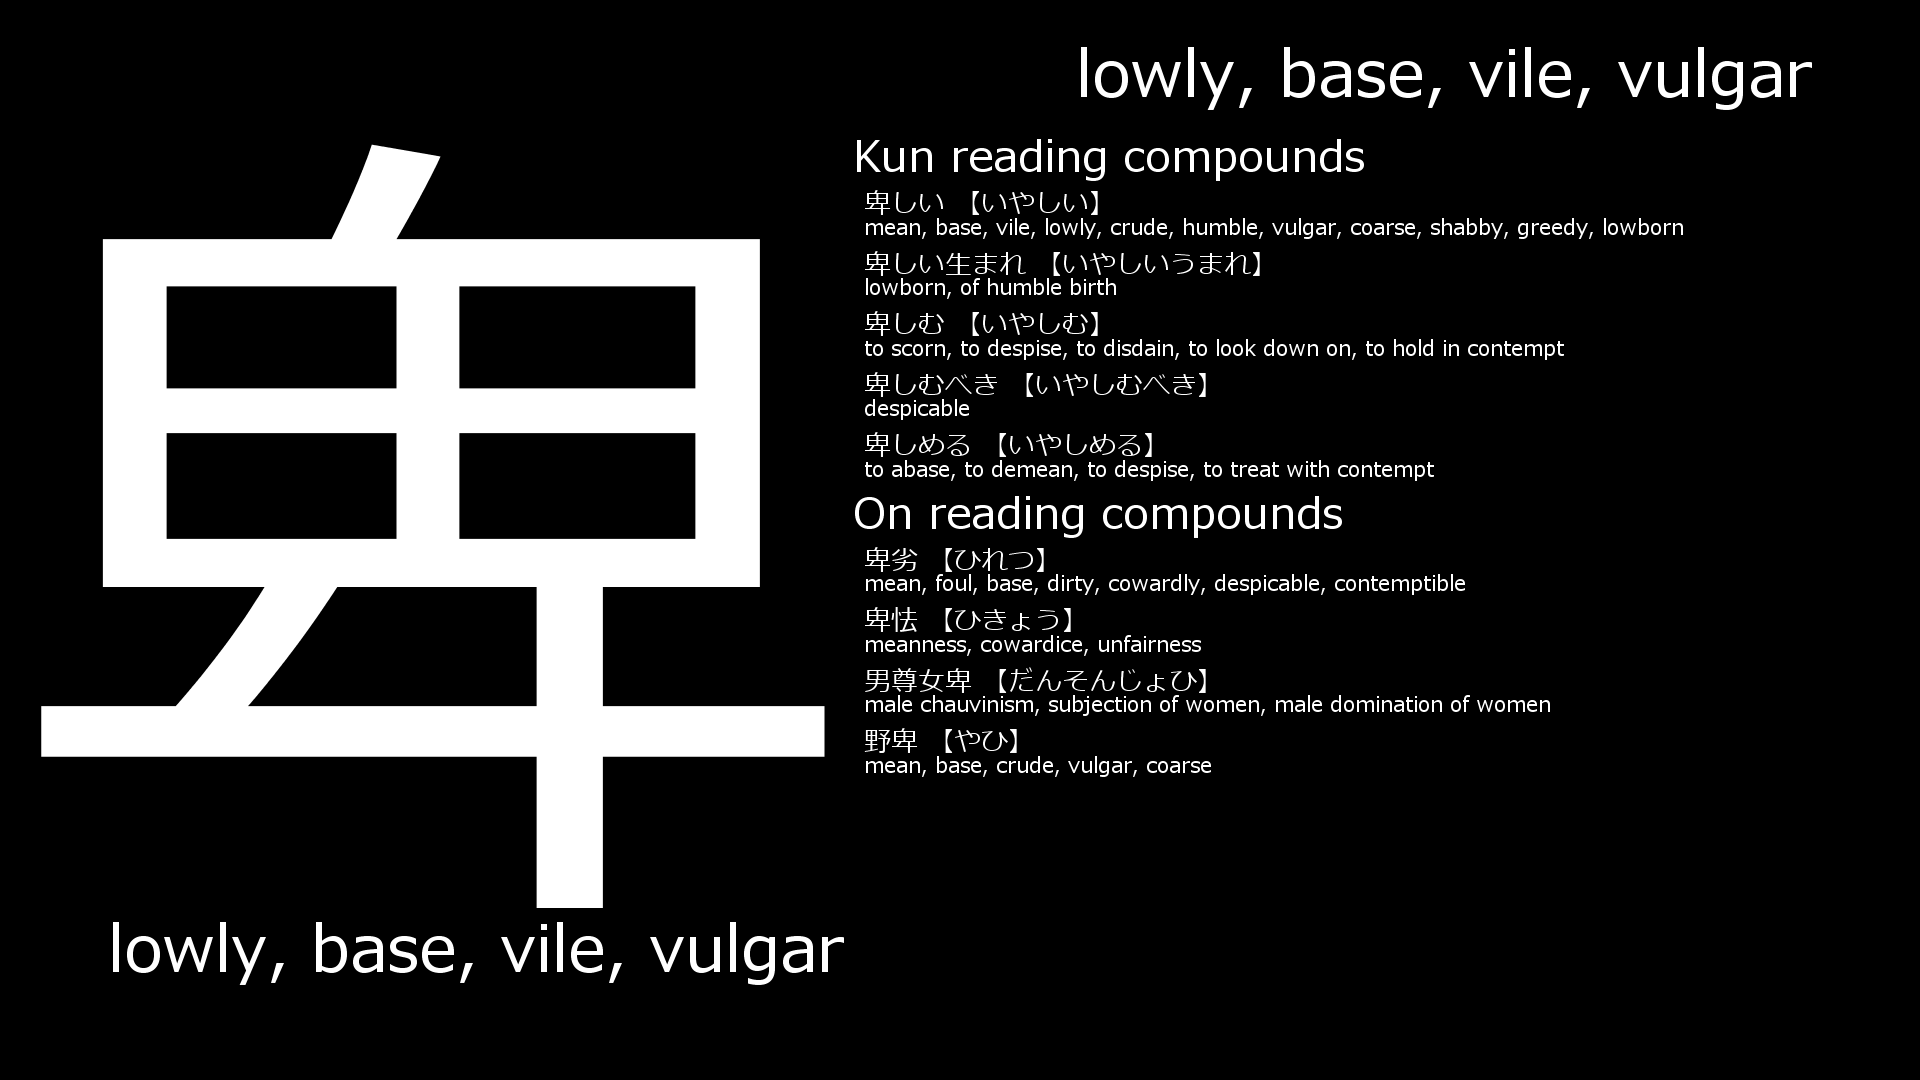 卑
lowly, base, vile, vulgar
lowly, base, vile, vulgar
Kun reading compounds
卑しい 【いやしい】
mean, base, vile, lowly, crude, humble, vulgar, coarse, shabby, greedy, lowborn
卑しい生まれ 【いやしいうまれ】
lowborn, of humble birth
卑しむ 【いやしむ】
to scorn, to despise, to disdain, to look down on, to hold in contempt
卑しむべき 【いやしむべき】
despicable
卑しめる 【いやしめる】
to abase, to demean, to despise, to treat with contempt
On reading compounds
卑劣 【ひれつ】
mean, foul, base, dirty, cowardly, despicable, contemptible
卑怯 【ひきょう】
meanness, cowardice, unfairness
男尊女卑 【だんそんじょひ】
male chauvinism, subjection of women, male domination of women
野卑 【やひ】
mean, base, crude, vulgar, coarse